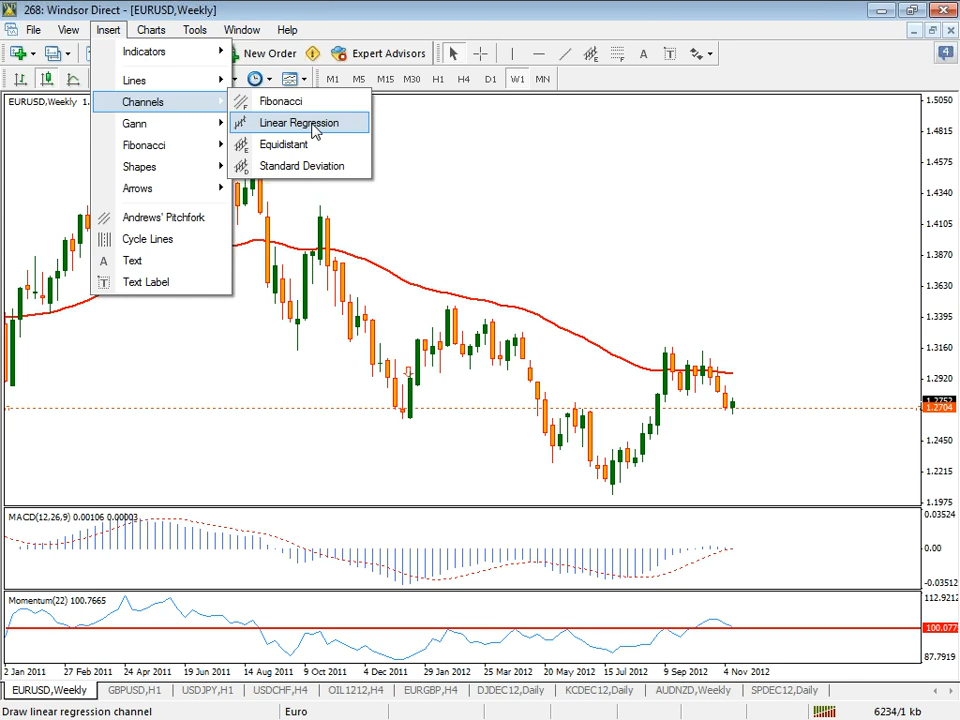 268: Windsor Direct - [EURUSD,Weekly]
File View Insert Charts Tools Window Help
New Order Expert Advisors 4
M1 M5 M15 M30 H1 H4 D1 W1 MN
EURUSD,Weekly 1.
Indicators
Lines
Channels
Gann
Fibonacci
Shapes
Arrows
Andrews' Pitchfork
Cycle Lines
Text
Text Label
Fibonacci
Linear Regression
Equidistant
Standard Deviation
1.5050
1.4815
1.4575
1.4340
1.4105
1.3870
1.3630
1.3395
1.3160
1.2920
1.2752
1.2704
1.2450
1.2215
1.1975
MACD(12,26,9) 0.00106 0.00003
0.03524
0.00
-0.03512
Momentum(22) 100.7665
112.9212
100.077
87.7919
2 Jan 2011 27 Feb 2011 24 Apr 2011 19 Jun 2011 14 Aug 2011 9 Oct 2011 4 Dec 2011 29 Jan 2012 25 Mar 2012 20 May 2012 15 Jul 2012 9 Sep 2012 4 Nov 2012
EURUSD,Weekly GBPUSD,H1 USDJPY,H1 USDCHF,H4 OIL1212,H4 EURGBP,H4 DJDEC12,Daily KCDEC12,Daily AUDNZD,Weekly SPDEC12,Daily
Draw linear regression channel Euro 6234/1 kb